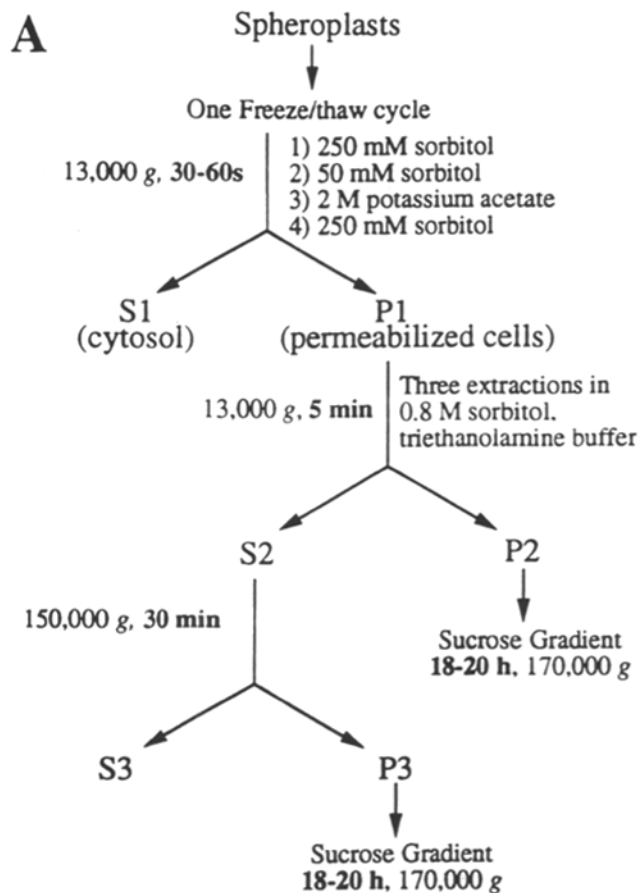 A
Spheroplasts
One Freeze/thaw cycle
13,000 g, 30-60s
1) 250 mM sorbitol
2) 50 mM sorbitol
3) 2 M potassium acetate
4) 250 mM sorbitol
S1
(cytosol)
P1
(permeabilized cells)
13,000 g, 5 min
Three extractions in
0.8 M sorbitol,
triethanolamine buffer
S2
P2
150,000 g, 30 min
Sucrose Gradient
18-20 h, 170,000 g
S3
P3
Sucrose Gradient
18-20 h, 170,000 g